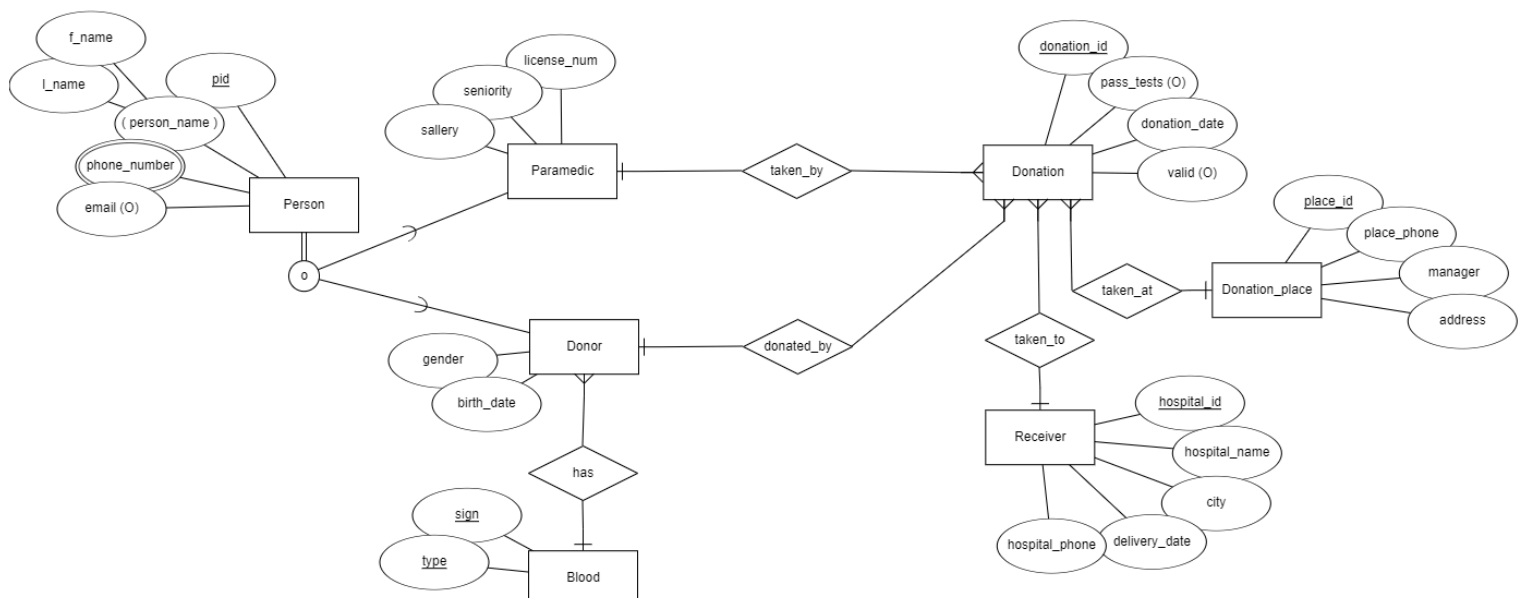 f_name
l_name
pid
( person_name )
phone_number
email (O)
Person
o
sallery
seniority
license_num
Paramedic
taken_by
donation_id
pass_tests (O)
donation_date
valid (O)
Donation
place_id
place_phone
manager
address
Donation_place
taken_at
taken_to
donated_by
Donor
gender
birth_date
has
sign
type
Blood
Receiver
hospital_id
hospital_name
city
delivery_date
hospital_phone